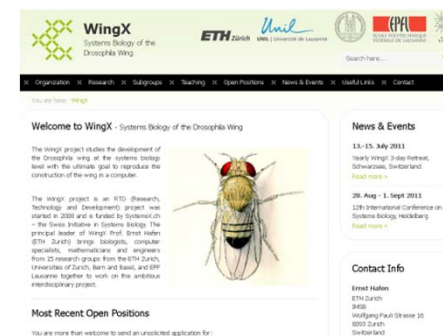 WingX
Systems Biology of the
Drosophila Wing
ETH Zürich
Unil
UNIL | Université de Lausanne
EPFL
ÉCOLE POLYTECHNIQUE
FÉDÉRALE DE LAUSANNE
Search here...
Organization Research Subgroups Teaching Open Positions News & Events Useful Links Contact
You are here: WingX
Welcome to WingX - Systems Biology of the Drosophila Wing
The WingX project studies the development of
the Drosophila wing at the systems biology
level with the ultimate goal to reproduce the
construction of the wing in a computer.
The WingX project is an RTD (Research,
Technology and Development) project was
started in 2008 and is funded by SystemsX.ch
– the Swiss Initiative in Systems Biology. The
principal leader of WingX Prof. Ernst Hafen
(ETH Zurich) brings biologists, computer
specialists, mathematicians and engineers
from 15 research groups from the ETH Zurich,
Universities of Zurich, Bern and Basel, and EPF
Lausanne together to work on this ambitious
interdisciplinary project.
Most Recent Open Positions
You are more than welcome to send an unsolicited application for:
News & Events
13.-15. July 2011
Yearly WingX 3-day Retreat,
Schwarzsee, Switzerland
Read more »
28. Aug - 1. Sept 2011
12th International Conference on
Systems Biology, Heidelberg
Read more »
Contact Info
Ernst Hafen
ETH Zurich
IMSB
Wolfgang Pauli Strasse 16
8093 Zurich
Switzerland